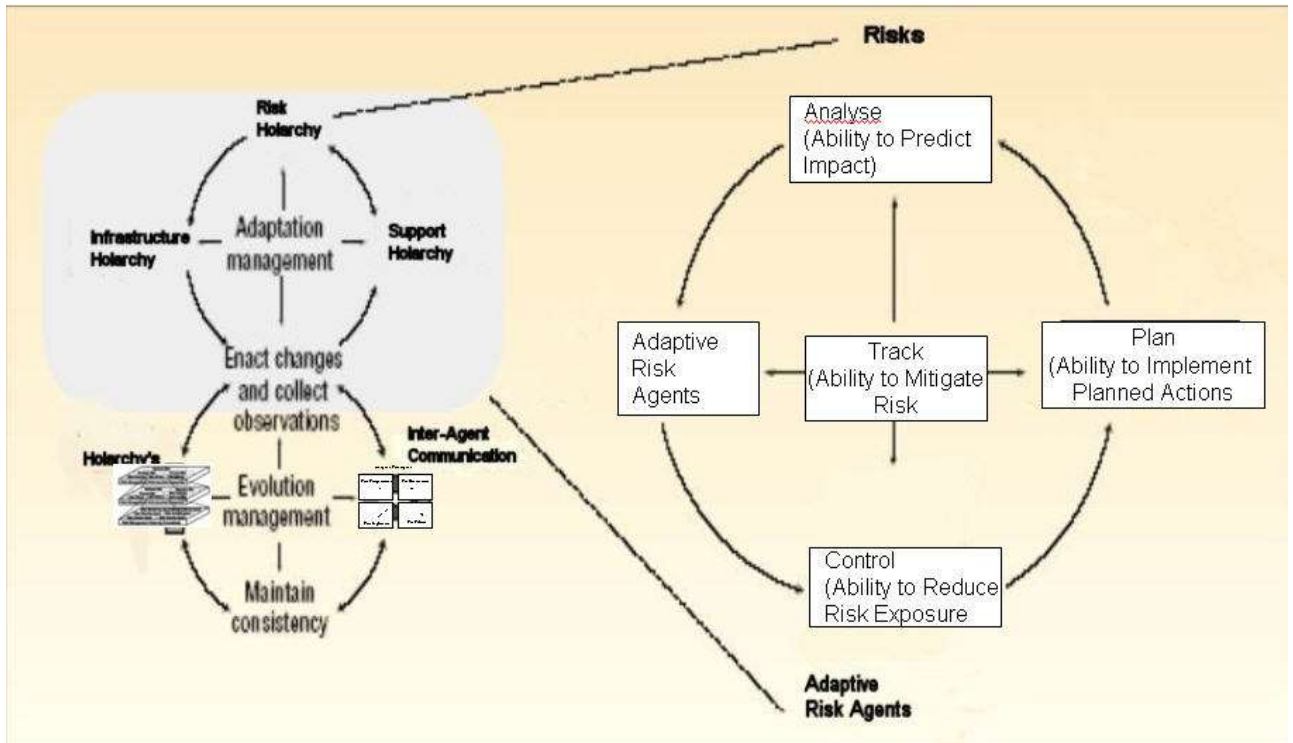 Risks
Risk
Holarchy
Infrastructure
Holarchy
Adaptation
management
Support
Holarchy
Enact changes
and collect
observations
Holarchy's
Inter-Agent
Communication
Evolution
management
Maintain
consistency
Analyse
(Ability to Predict
Impact)
Adaptive
Risk
Agents
Track
(Ability to Mitigate
Risk
Plan
(Ability to Implement
Planned Actions
Control
(Ability to Reduce
Risk Exposure
Adaptive
Risk Agents